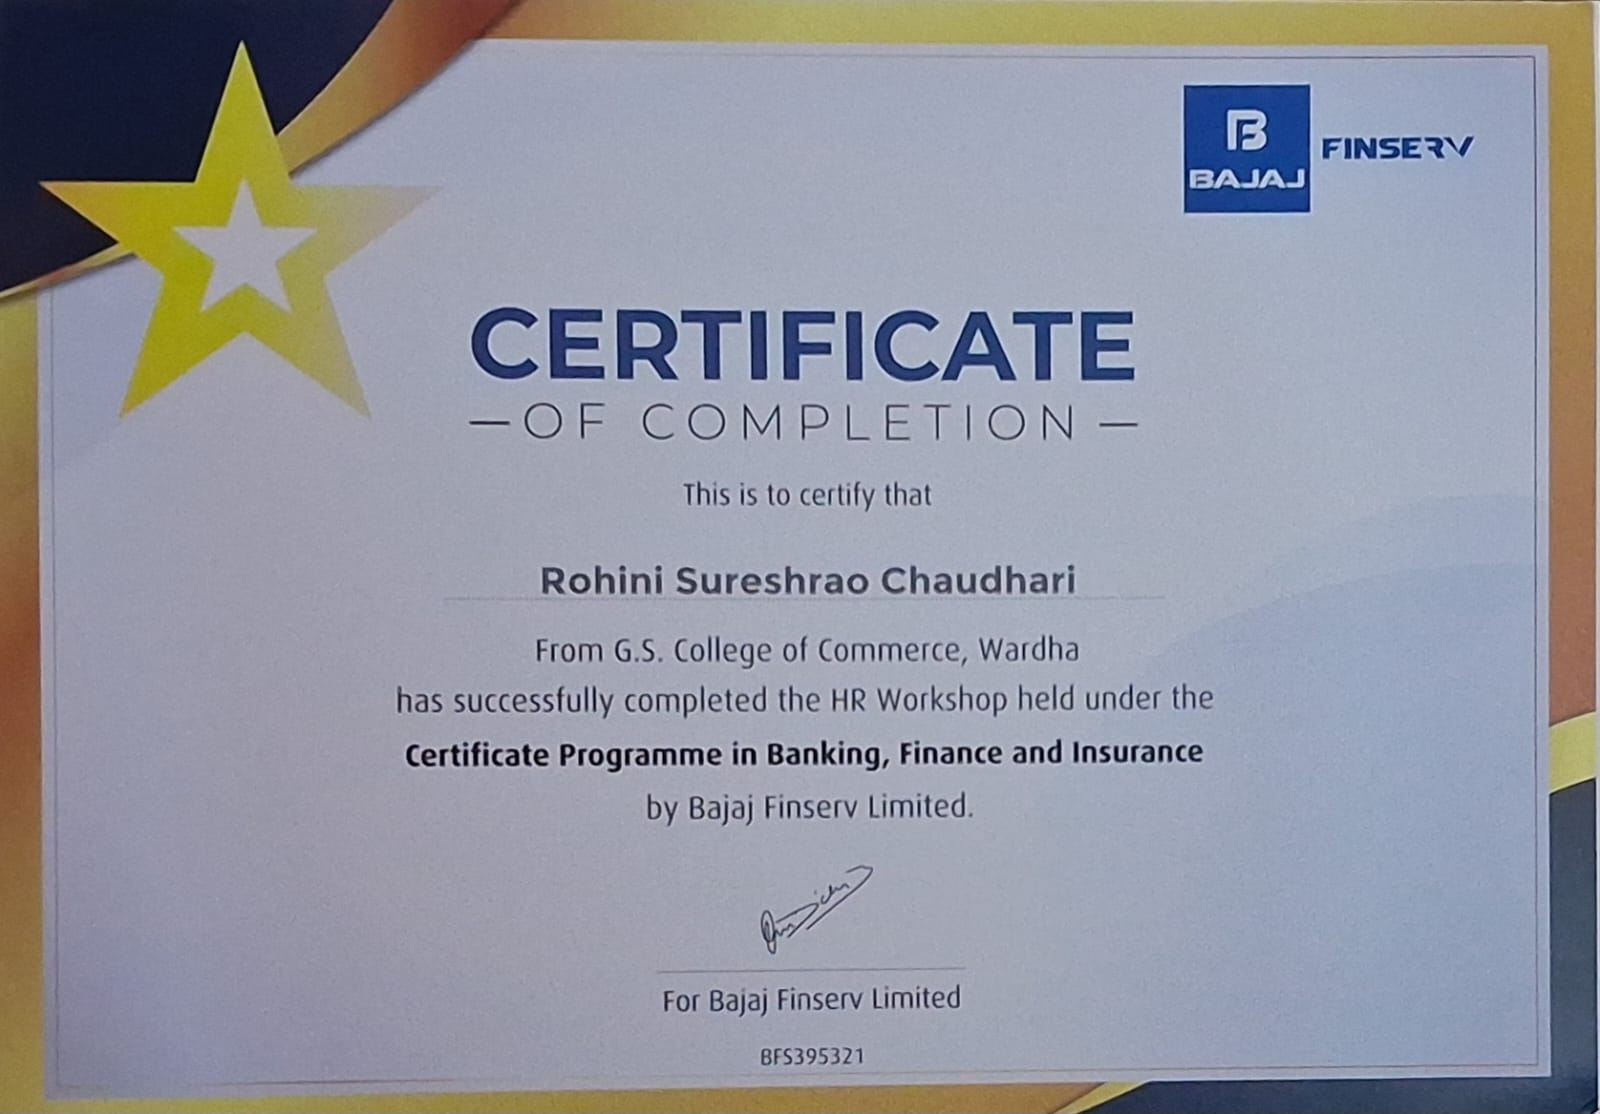 BAJAJ FINSERV
CERTIFICATE
— OF COMPLETION —
This is to certify that
Rohini Sureshrao Chaudhari
From G.S. College of Commerce, Wardha
has successfully completed the HR Workshop held under the
Certificate Programme in Banking, Finance and Insurance
by Bajaj Finserv Limited.
For Bajaj Finserv Limited
BFS395321